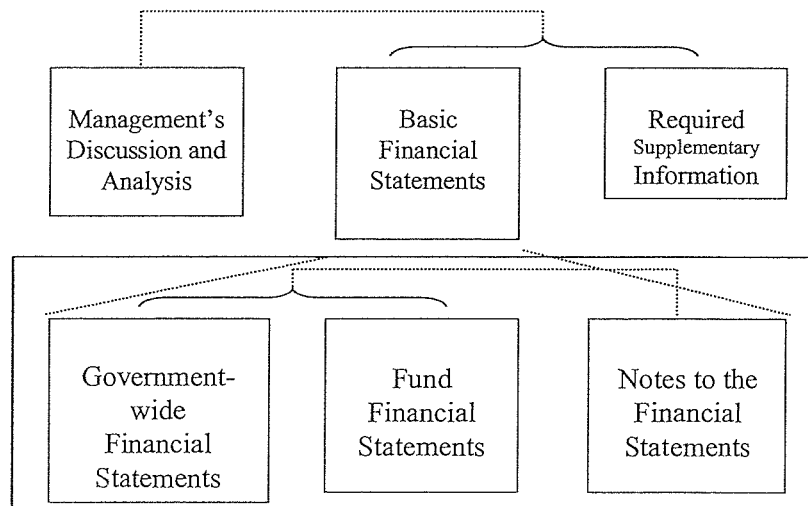 Management's
Discussion and
Analysis
Basic
Financial
Statements
Required
Supplementary
Information
Government-
wide
Financial
Statements
Fund
Financial
Statements
Notes to the
Financial
Statements